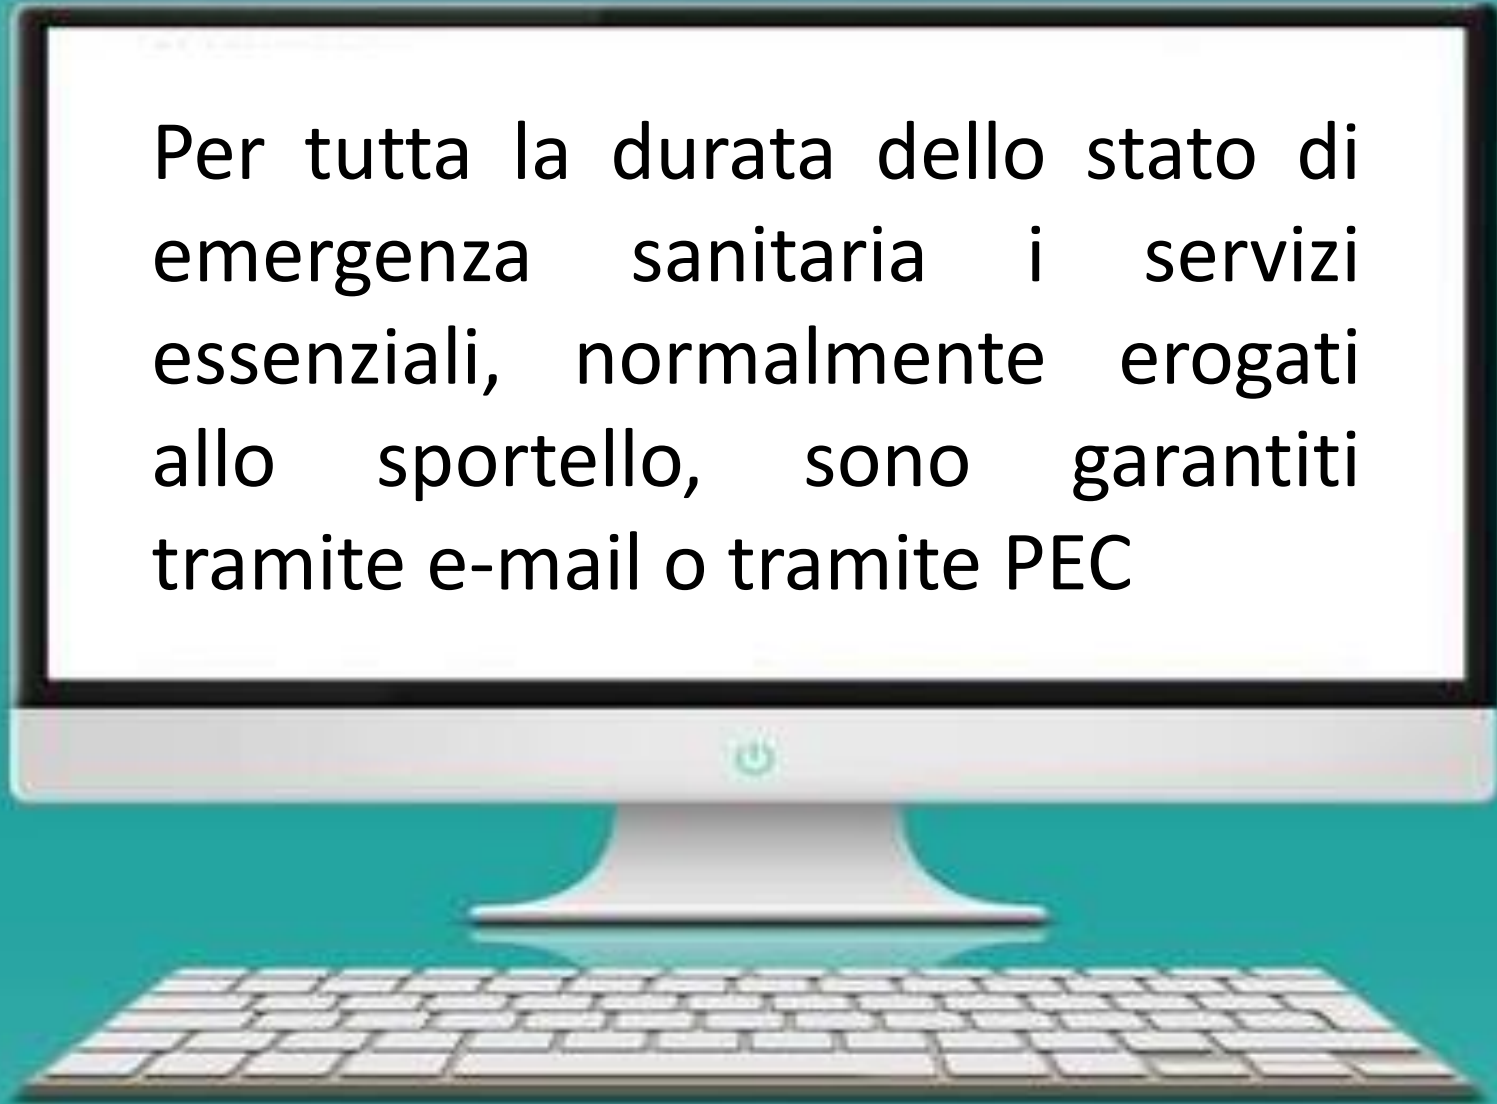 Per tutta la durata dello stato di
emergenza sanitaria i servizi
essenziali, normalmente erogati
allo sportello, sono garantiti
tramite e-mail o tramite PEC